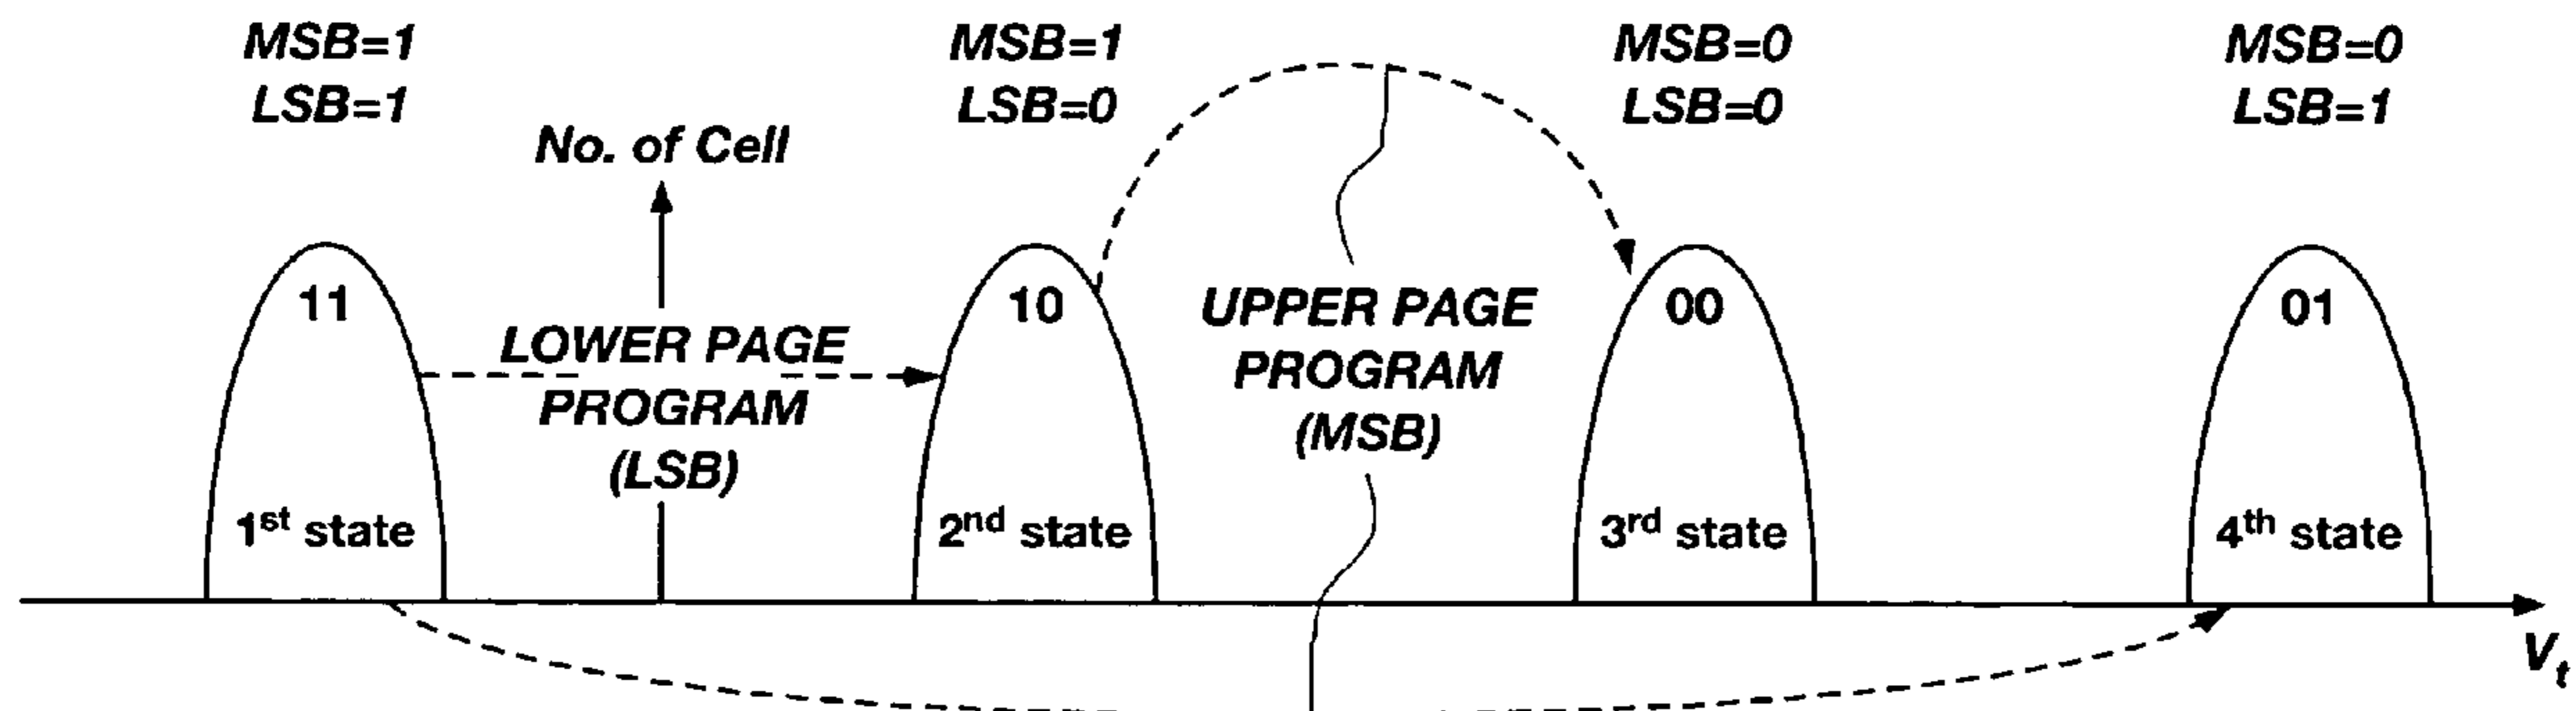 MSB=1
LSB=1
MSB=1
LSB=0
MSB=0
LSB=0
MSB=0
LSB=1
No. of Cell
11
10
00
01
LOWER PAGE
PROGRAM
(LSB)
UPPER PAGE
PROGRAM
(MSB)
1st state
2nd state
3rd state
4th state
Vt